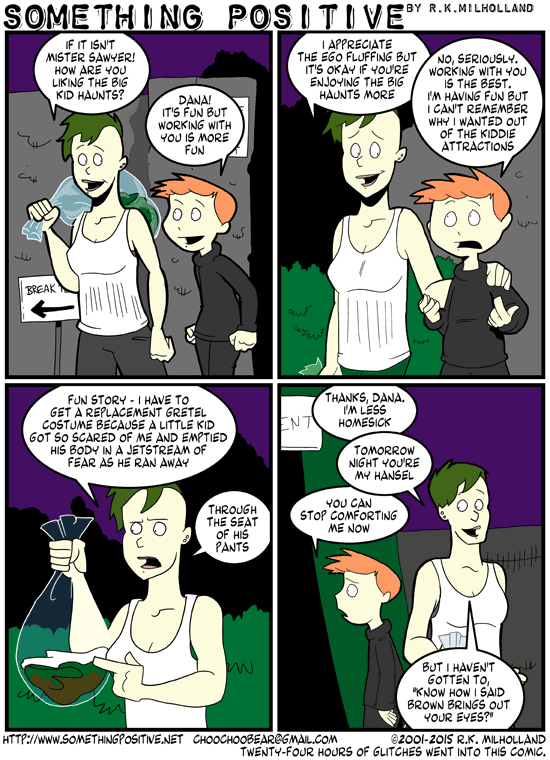 SOMETHING POSITIVE BY R.K.MILHOLLAND
IF IT ISN'T
MISTER SAWYER!
HOW ARE YOU
LIKING THE BIG
KID HAUNTS?
DANA!
IT'S FUN BUT
WORKING WITH
YOU IS MORE
FUN
BREAK
I APPRECIATE
THE EGO FLUFFING BUT
IT'S OKAY IF YOU'RE
ENJOYING THE BIG
HAUNTS MORE
NO, SERIOUSLY.
WORKING WITH YOU
IS THE BEST.
I'M HAVING FUN BUT
I CAN'T REMEMBER
WHY I WANTED OUT
OF THE KIDDIE
ATTRACTIONS
FUN STORY - I HAVE TO
GET A REPLACEMENT GRETEL
COSTUME BECAUSE A LITTLE KID
GOT SO SCARED OF ME AND EMPTIED
HIS BODY IN A JETSTREAM OF
FEAR AS HE RAN AWAY
THROUGH
THE SEAT
OF HIS
PANTS
ENT
THANKS, DANA.
I'M LESS
HOMESICK
TOMORROW
NIGHT YOU'RE
MY HANSEL
YOU CAN
STOP COMFORTING
ME NOW
BUT I HAVEN'T
GOTTEN TO,
"KNOW HOW I SAID
BROWN BRINGS OUT
YOUR EYES?"
HTTP://WWW.SOMETHINGPOSITIVE.NET CHOOCHOOBEAR@GMAIL.COM ©2001-2015 R.K. MILHOLLAND
TWENTY-FOUR HOURS OF GLITCHES WENT INTO THIS COMIC.